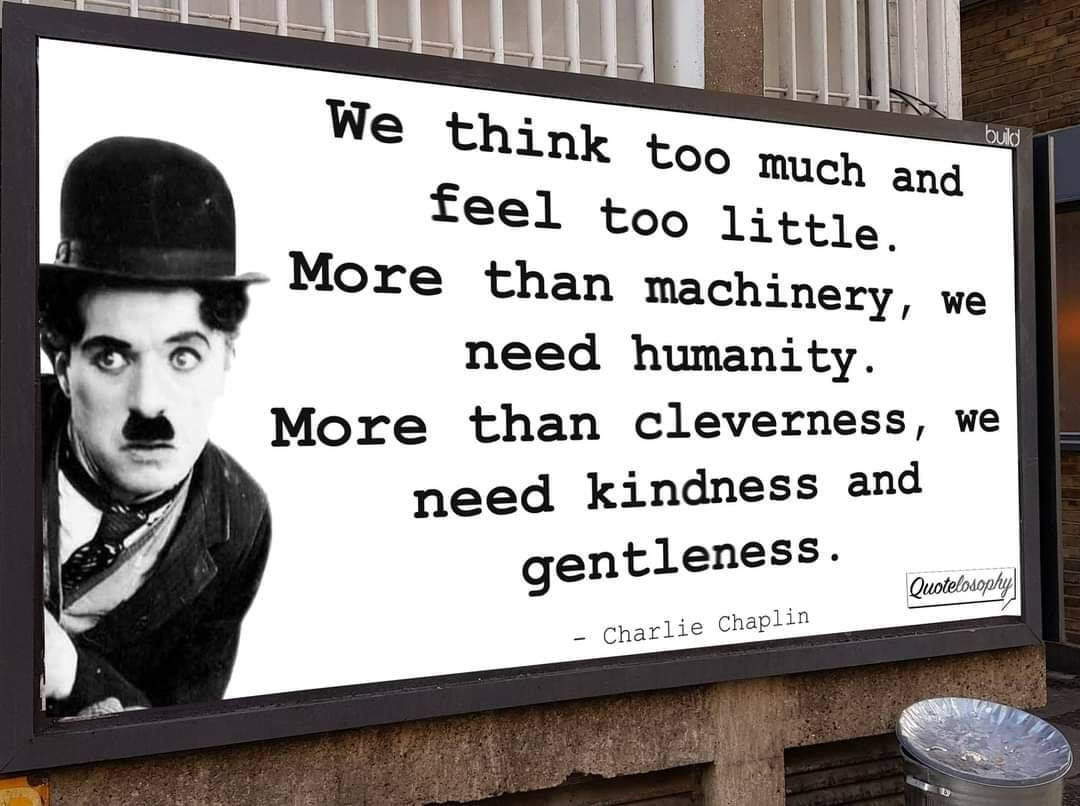 build
We think too much and
feel too little.
More than machinery, we
need humanity.
More than cleverness, we
need kindness and
gentleness.
- Charlie Chaplin
Quotelosophy